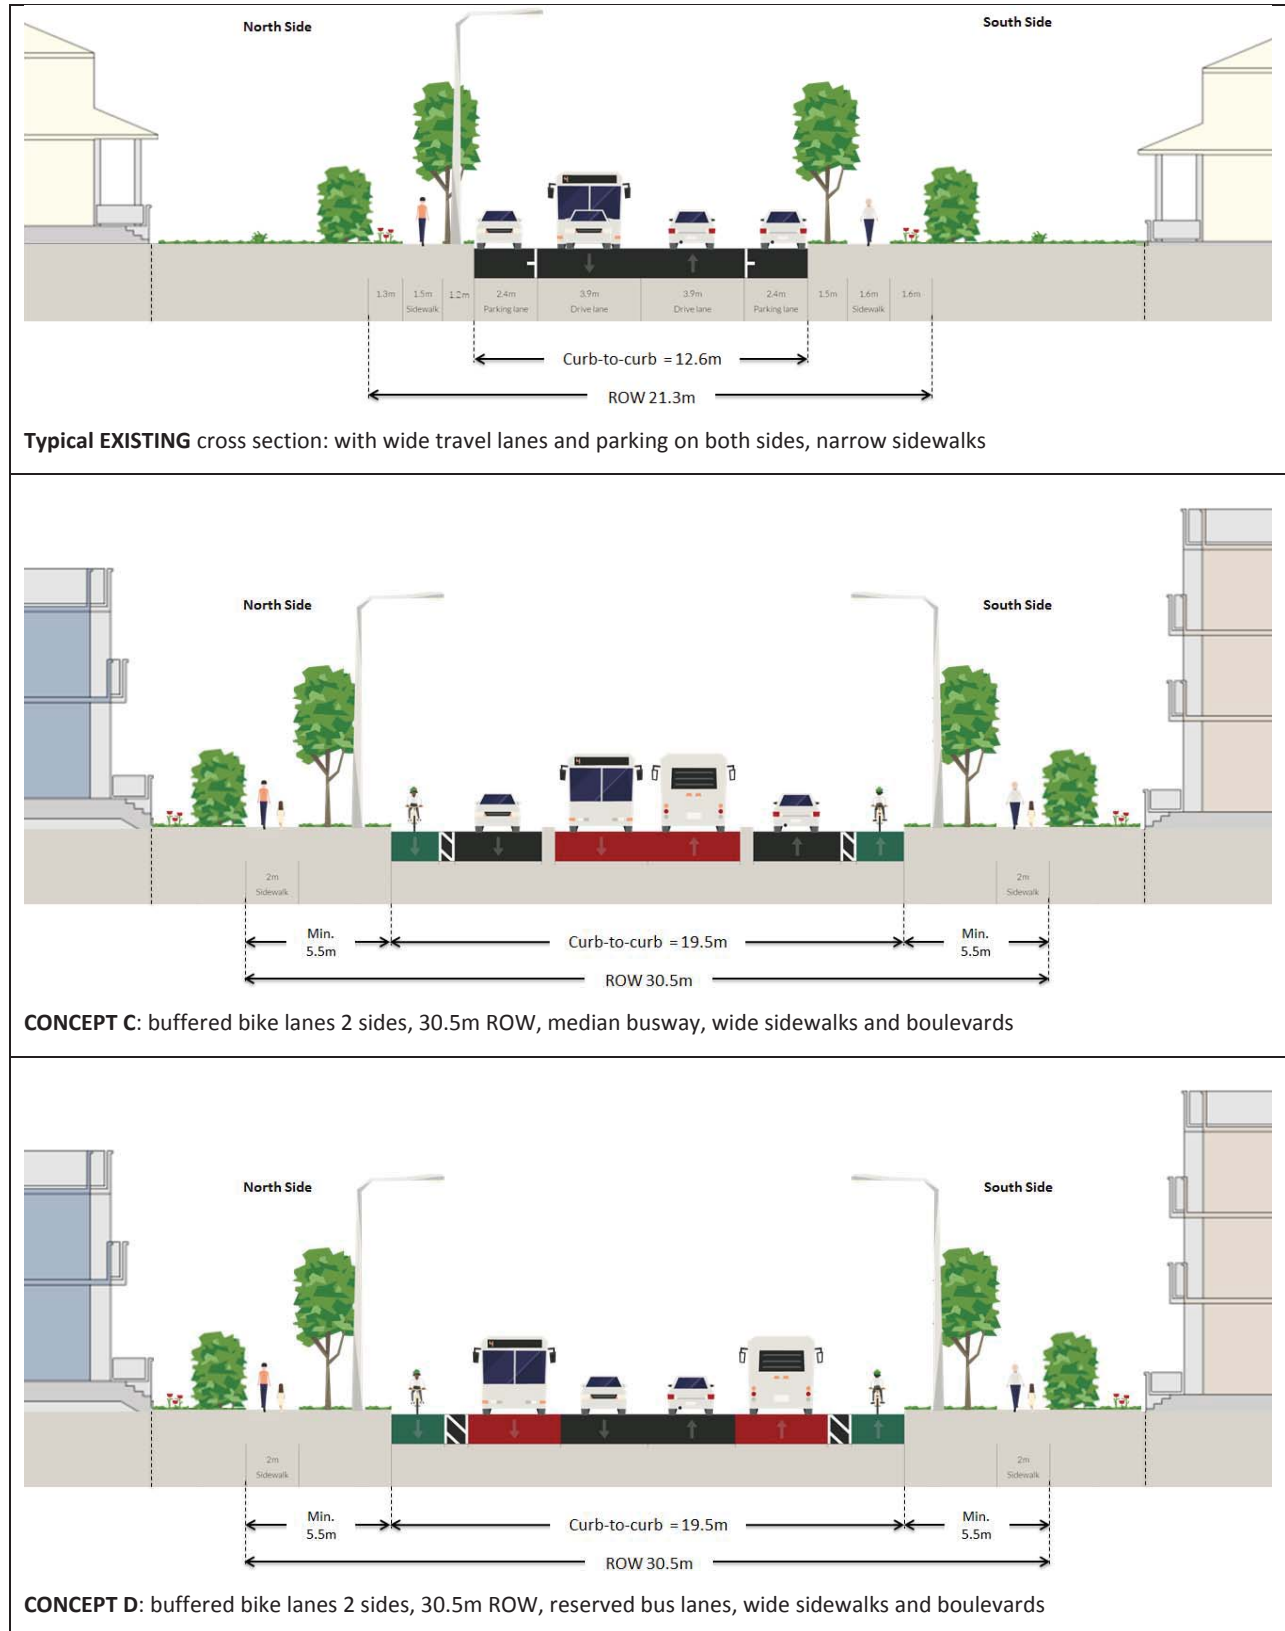 North Side
South Side
4
1.3m
1.5m
Sidewalk
1.2m
2.4m
Parking lane
3.9m
Drive lane
3.9m
Drive lane
2.4m
Parking lane
1.5m
1.6m
Sidewalk
1.6m
Curb-to-curb = 12.6m
ROW 21.3m
Typical EXISTING cross section: with wide travel lanes and parking on both sides, narrow sidewalks
North Side
South Side
4
2m
Sidewalk
2m
Sidewalk
Min.
5.5m
Curb-to-curb = 19.5m
Min.
5.5m
ROW 30.5m
CONCEPT C: buffered bike lanes 2 sides, 30.5m ROW, median busway, wide sidewalks and boulevards
North Side
South Side
4
2m
Sidewalk
2m
Sidewalk
Min.
5.5m
Curb-to-curb = 19.5m
Min.
5.5m
ROW 30.5m
CONCEPT D: buffered bike lanes 2 sides, 30.5m ROW, reserved bus lanes, wide sidewalks and boulevards